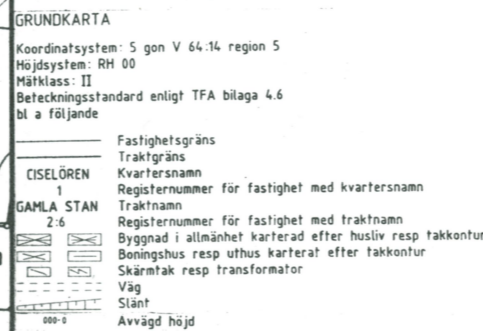 GRUNDKARTA
Koordinatsystem: 5 gon V 64:14 region 5
Höjdsystem: RH 00
Mätklass: II
Beteckningsstandard enligt TFA bilaga 4.6
bl a följande
Fastighetsgräns
Traktgräns
CISELÖREN Kvartersnamn
1 Registernummer för fastighet med kvartersnamn
GAMLA STAN Traktnamn
2:6 Registernummer för fastighet med traktnamn
Byggnad i allmänhet karterad efter husliv resp takkontur
Boningshus resp uthus karterat efter takkontur
Skärmtak resp transformator
Väg
Slänt
000-0 Avvägd höjd